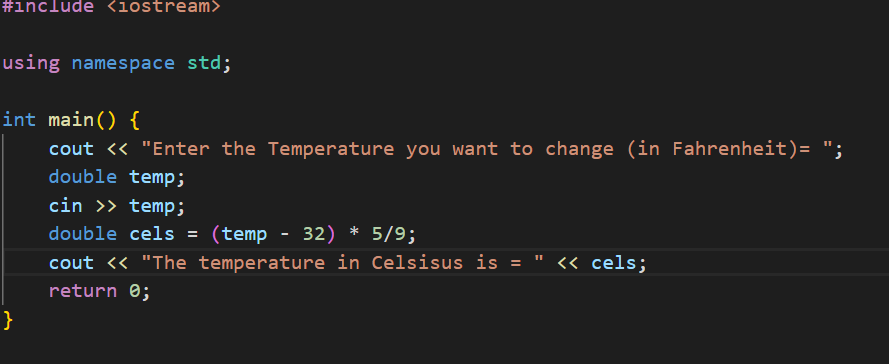 #include <iostream>
using namespace std;
int main() {
cout << "Enter the Temperature you want to change (in Fahrenheit)= ";
double temp;
cin >> temp;
double cels = (temp - 32) * 5/9;
cout << "The temperature in Celsisus is = " << cels;
return 0;
}